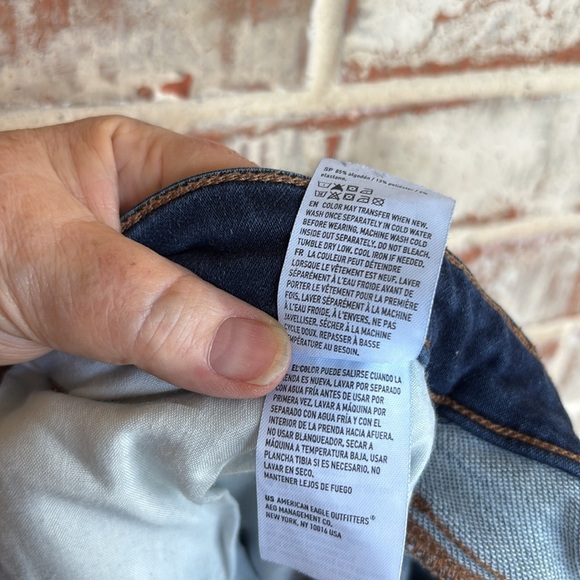 SP 85% algodón / 13% poliéster / 2%
elastano.
EN COLOR MAY TRANSFER WHEN NEW.
WASH ONCE SEPARATELY IN COLD WATER
BEFORE WEARING. MACHINE WASH COLD
INSIDE OUT SEPARATELY. DO NOT BLEACH.
TUMBLE DRY LOW. COOL IRON IF NEEDED.
FR LA COULEUR PEUT DÉTEINDRE
LORSQUE LE VÊTEMENT EST NEUF, LAVER
SÉPARÉMENT À L'EAU FROIDE AVANT DE
PORTER LE VÊTEMENT POUR LA PREMIÈRE
FOIS. LAVER SÉPARÉMENT À LA MACHINE
À L'EAU FROIDE, À L'ENVERS. NE PAS
JAVELLISER. SÉCHER À LA MACHINE
CYCLE DOUX. REPASSER À BASSE
TEMPÉRATURE AU BESOIN.
EL COLOR PUEDE SALIRSE CUANDO LA
ES NUEVA, LAVAR POR SEPARADO
CON AGUA FRÍA ANTES DE USAR POR
PRIMERA VEZ. LAVAR A MÁQUINA POR
SEPARADO CON AGUA FRÍA Y CON EL
INTERIOR DE LA PRENDA HACIA AFUERA.
NO USAR BLANQUEADOR. SECAR A
MÁQUINA A TEMPERATURA BAJA. USAR
PLANCHA TIBIA SI ES NECESARIO. NO
LAVAR EN SECO.
MANTENER LEJOS DE FUEGO
US AMERICAN EAGLE OUTFITTERS®
AEO MANAGEMENT CO.
NEW YORK, NY 10016 USA